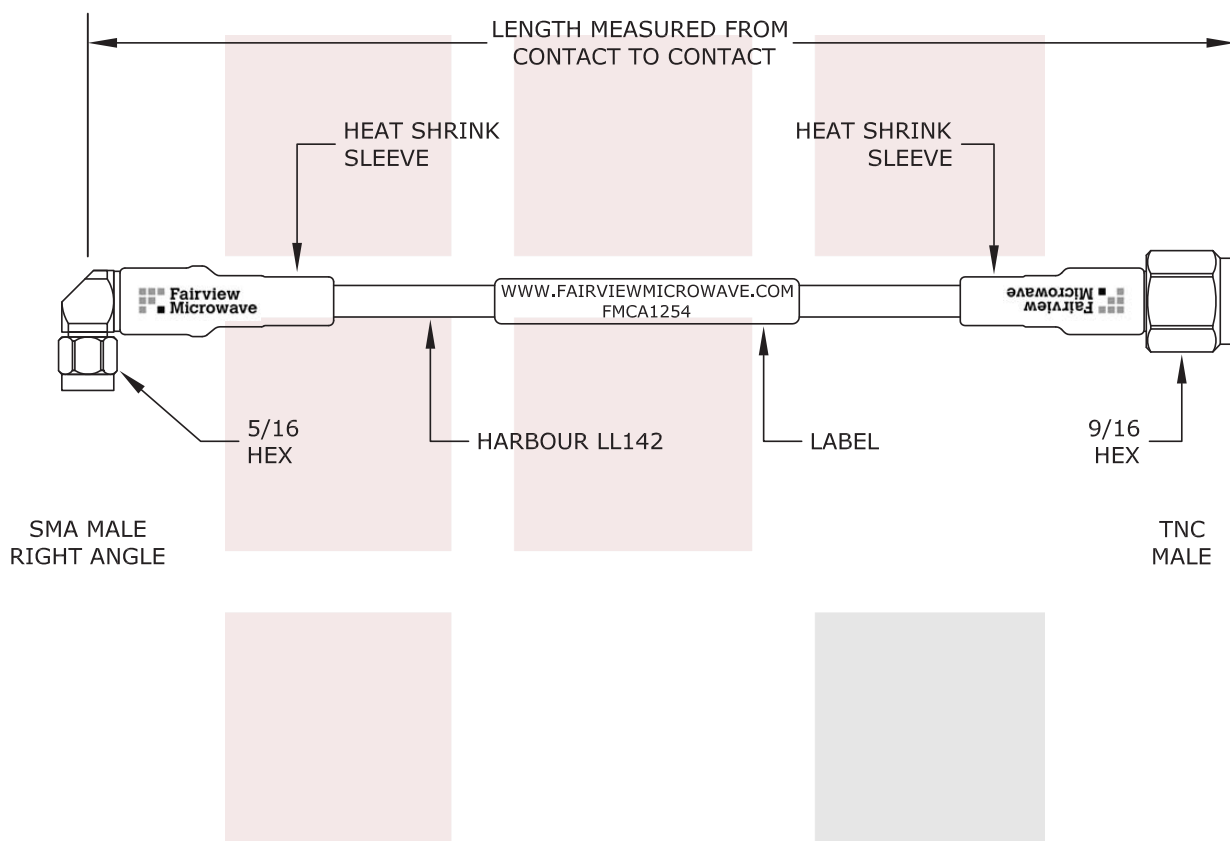 LENGTH MEASURED FROM
CONTACT TO CONTACT
HEAT SHRINK
SLEEVE
HEAT SHRINK
SLEEVE
Fairview
Microwave
WWW.FAIRVIEWMICROWAVE.COM
FMCA1254
Fairview
Microwave
5/16
HEX
HARBOUR LL142
LABEL
9/16
HEX
SMA MALE
RIGHT ANGLE
TNC
MALE